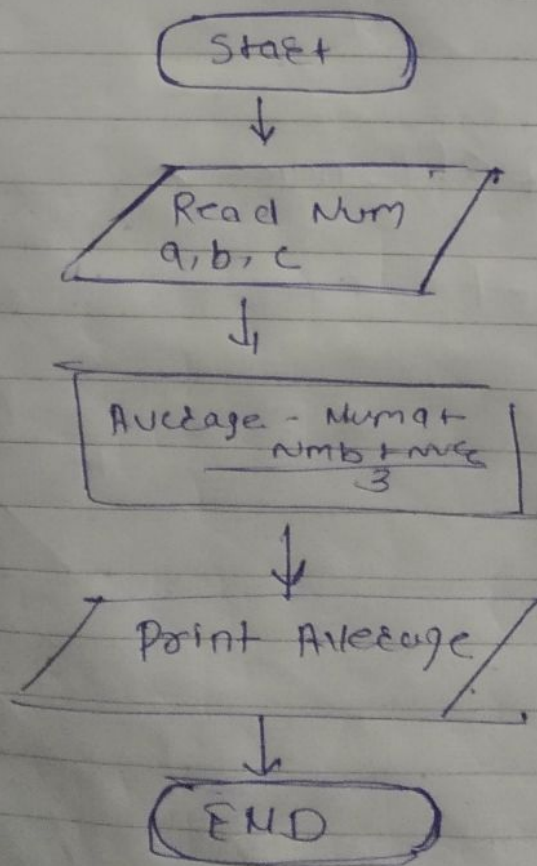 Start
Read Num
a, b, c
Average - Numa+
Numb + Numc
3
Print Average
END